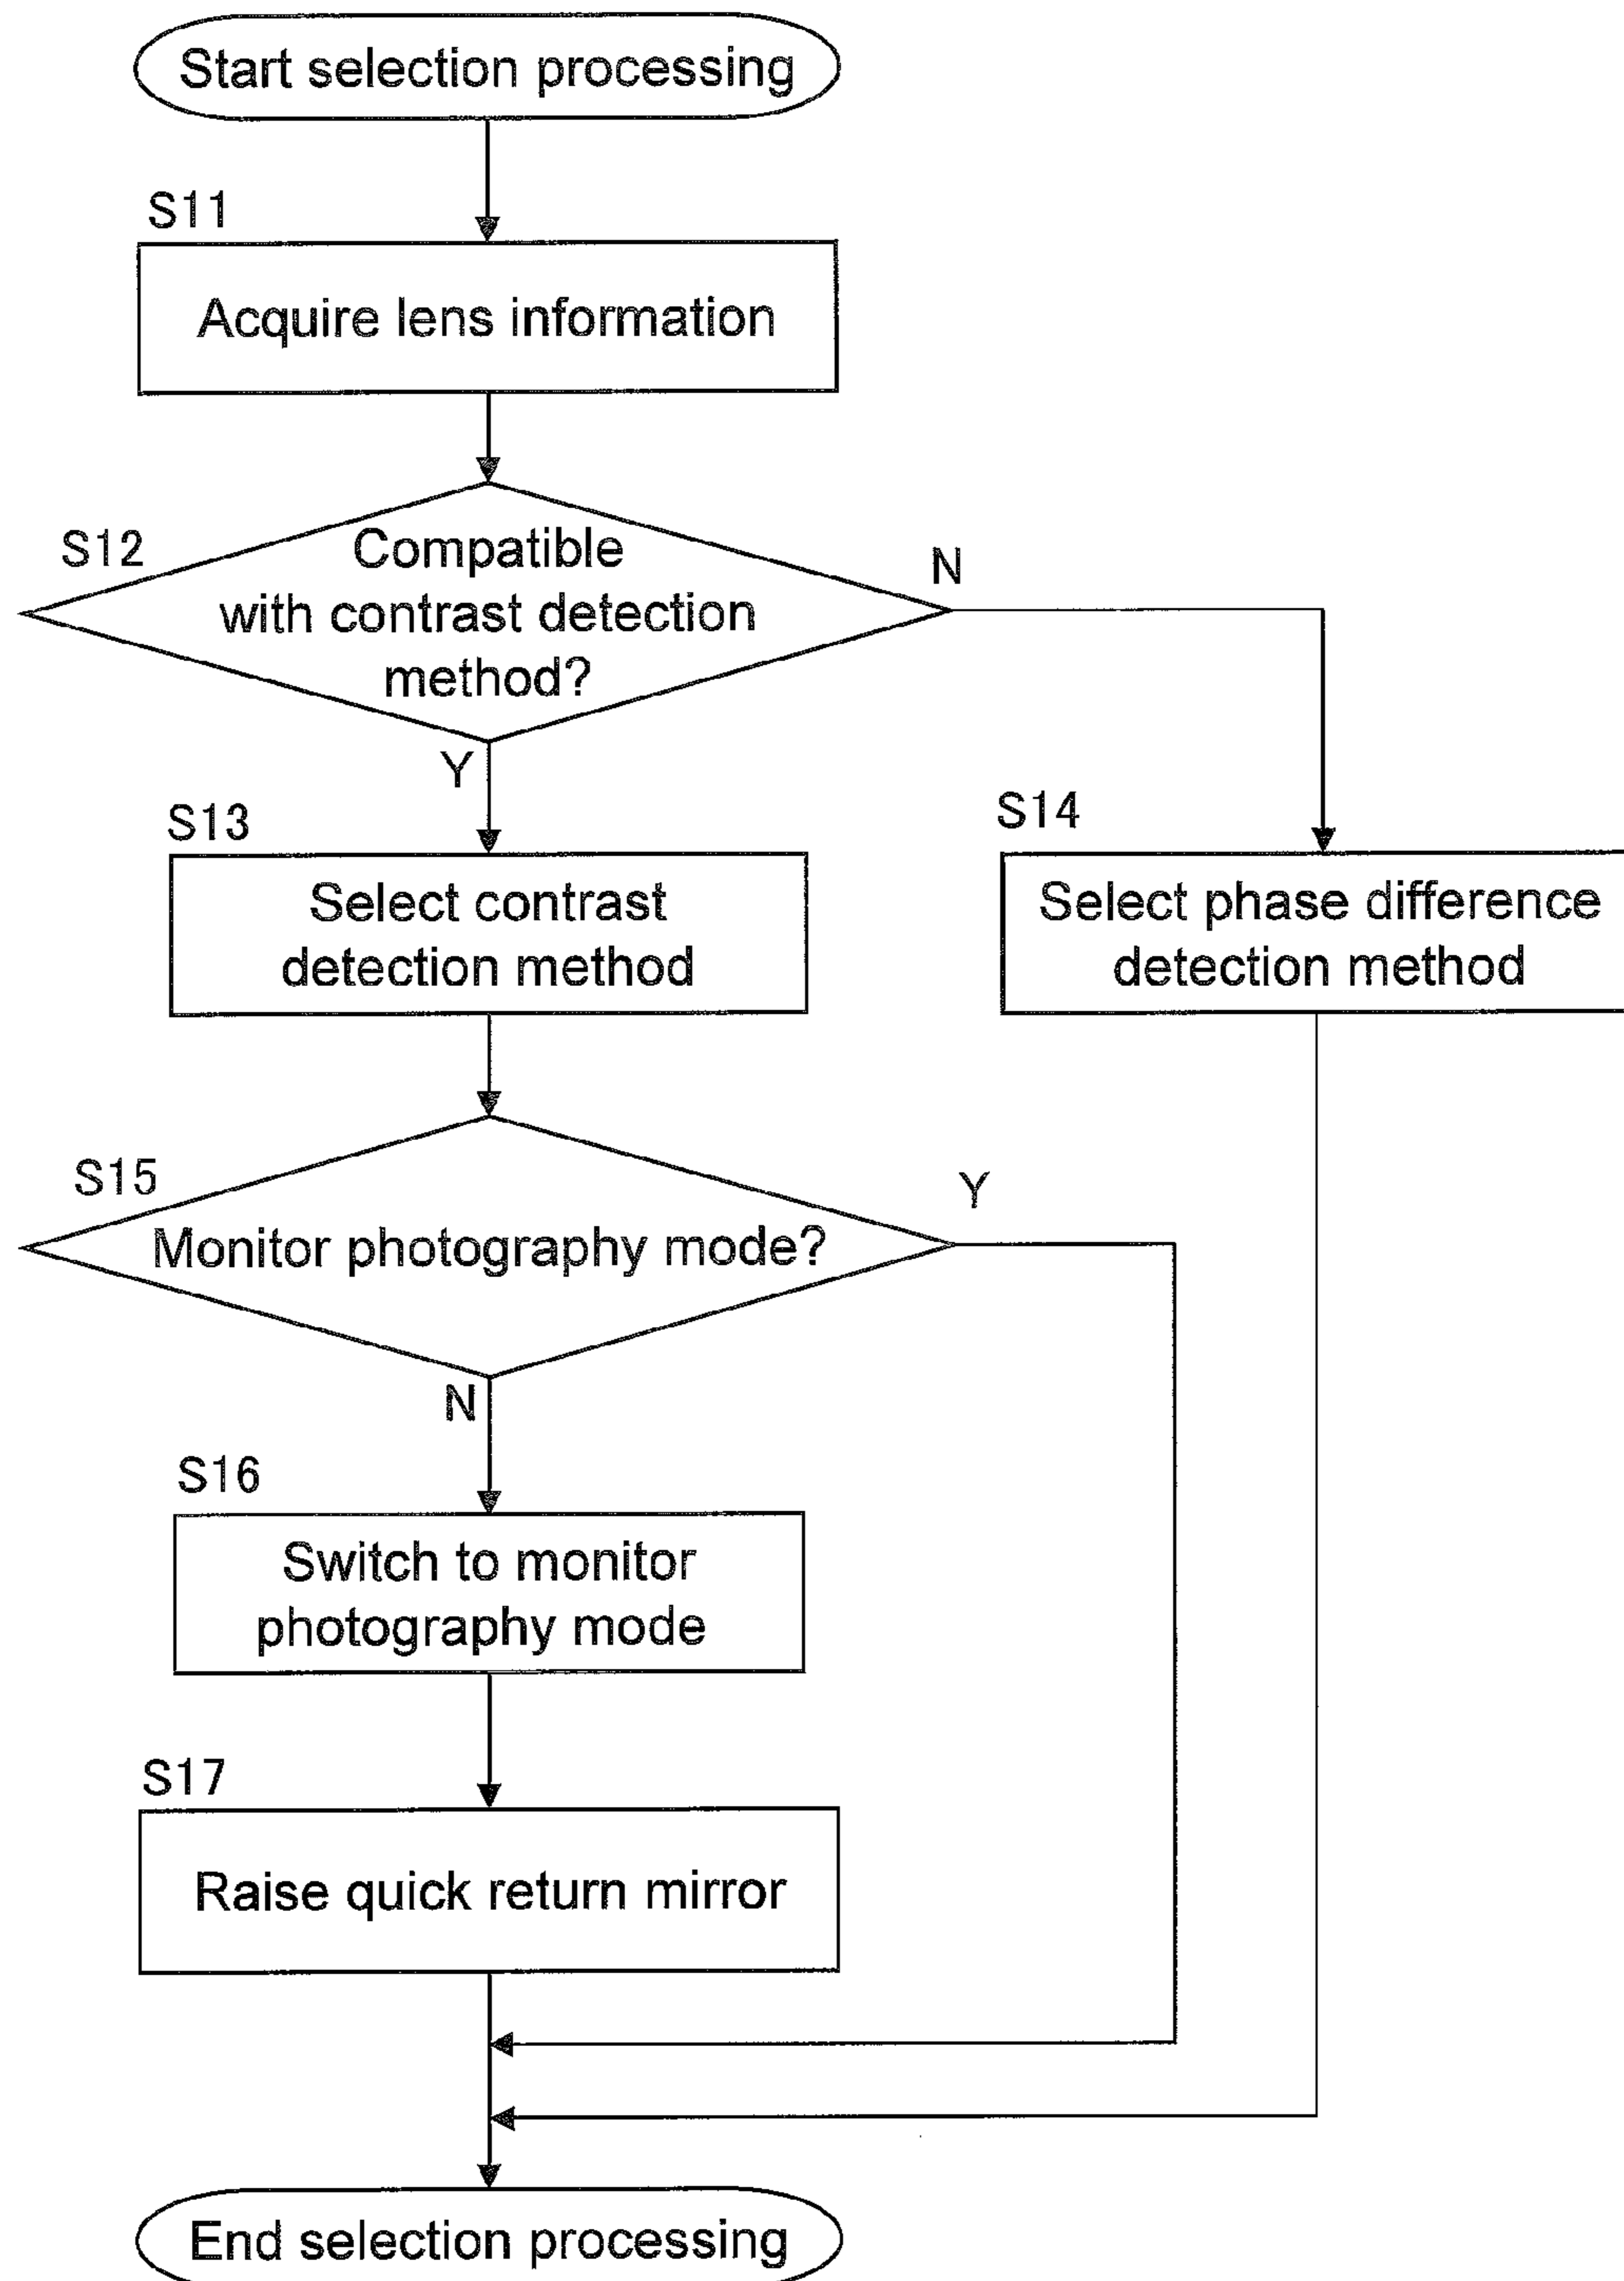 Start selection processing
S11
Acquire lens information
S12
Compatible
with contrast detection
method?
N
Y
S13
Select contrast
detection method
S14
Select phase difference
detection method
S15
Monitor photography mode?
Y
N
S16
Switch to monitor
photography mode
S17
Raise quick return mirror
End selection processing